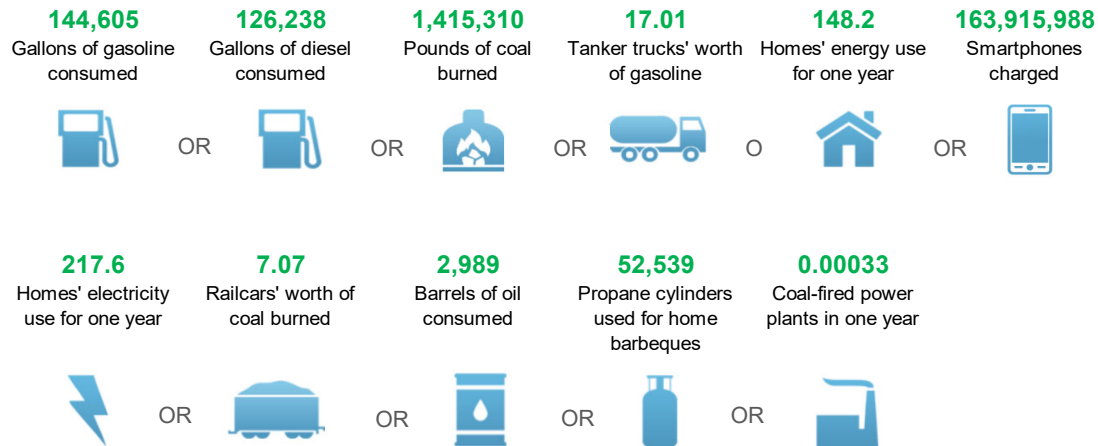 144,605 126,238 1,415,310 17.01 148.2 163,915,988
Gallons of gasoline Gallons of diesel Pounds of coal Tanker trucks' worth Homes' energy use Smartphones
consumed consumed burned of gasoline for one year charged
OR OR OR O OR
217.6 7.07 2,989 52,539 0.00033
Homes' electricity Railcars' worth of Barrels of oil Propane cylinders Coal-fired power
use for one year coal burned consumed used for home plants in one year
barbeques
OR OR OR OR